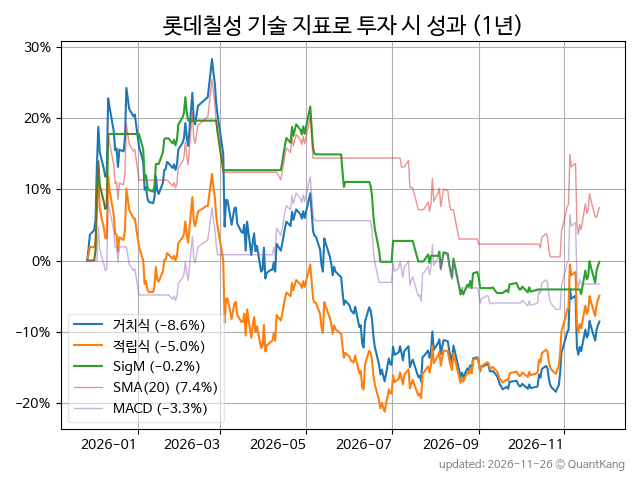 롯데칠성 기술 지표로 투자 시 성과 (1년)
30%
20%
10%
0%
−10%
−20%
거치식 (−8.6%)
적립식 (−5.0%)
SigM (−0.2%)
SMA(20) (7.4%)
MACD (−3.3%)
2026-01 2026-03 2026-05 2026-07 2026-09 2026-11
updated: 2026-11-26 ⓒ QuantKang